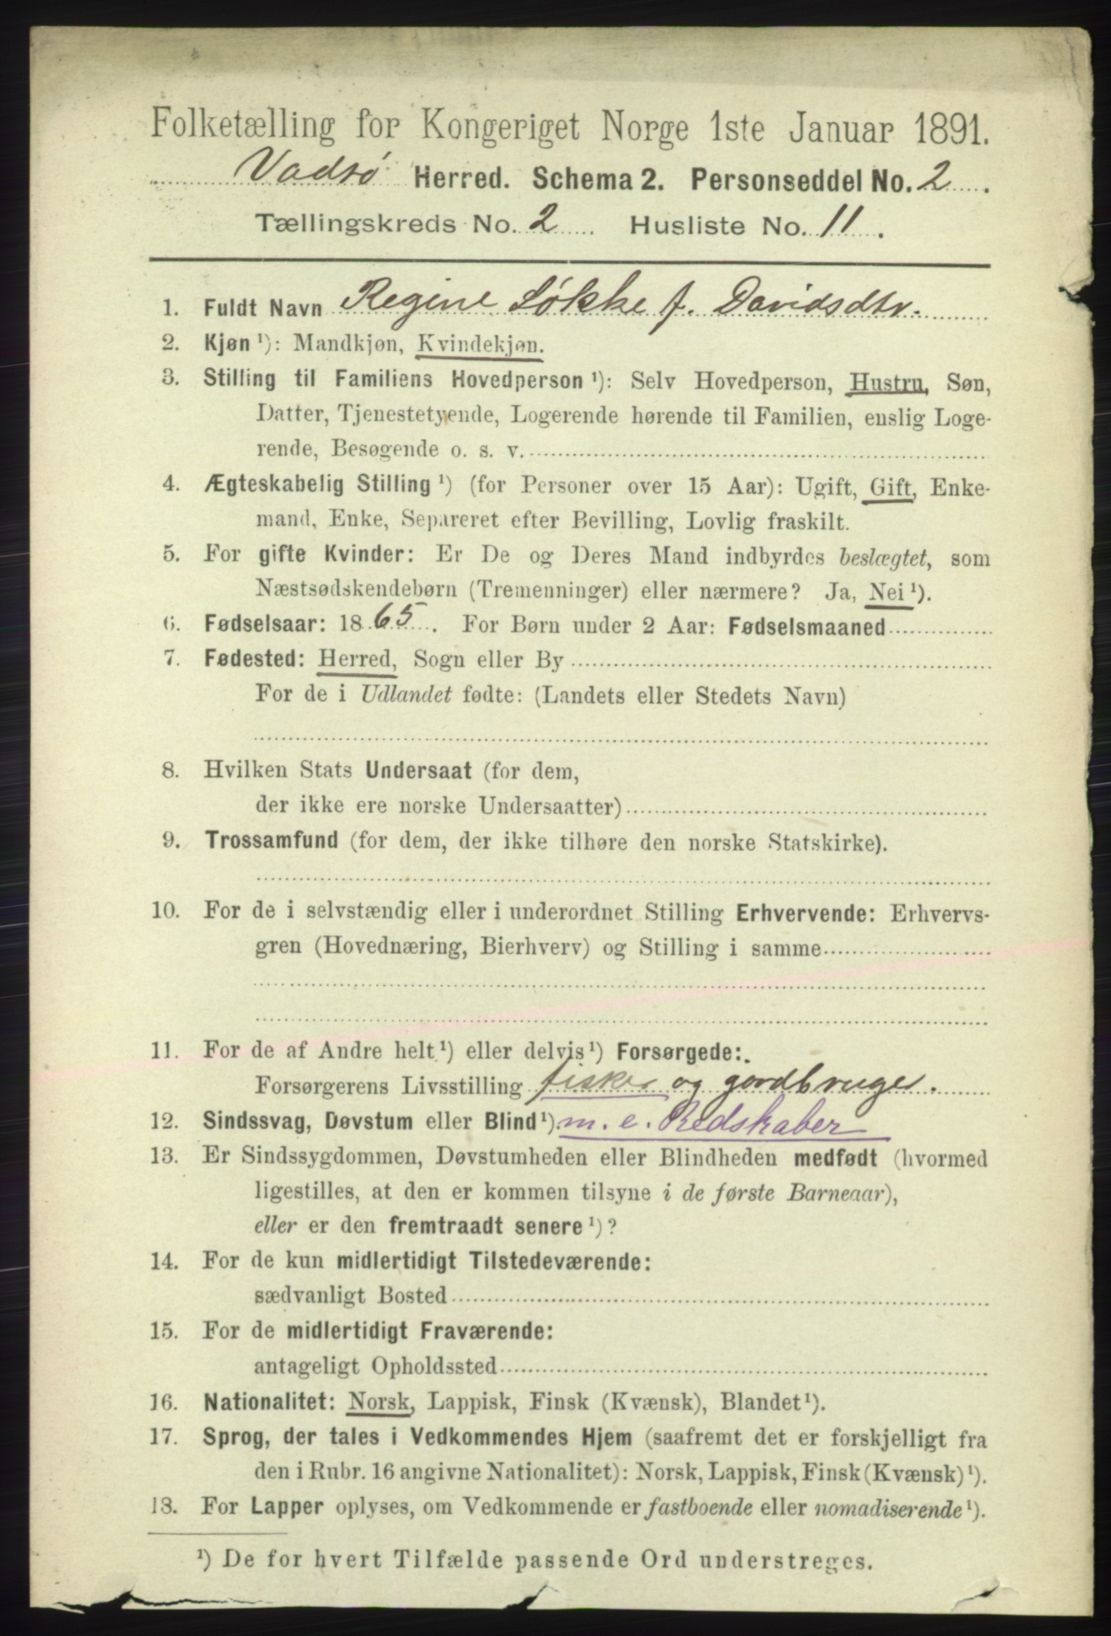 Folketælling for Kongeriget Norge 1ste Januar 1891.
Vadsø Herred. Schema 2. Personseddel No. 2.
Tællingskreds No. 2. Husliste No. 11.
1. Fuldt Navn Regine Løkke f. Davidsdtr.
2. Kjøn ¹): Mandkjøn, Kvindekjøn.
3. Stilling til Familiens Hovedperson ¹): Selv Hovedperson, Hustru, Søn,
Datter, Tjenestetyende, Logerende hørende til Familien, enslig Loge-
rende, Besøgende o. s. v.
4. Ægteskabelig Stilling ¹) (for Personer over 15 Aar): Ugift, Gift, Enke-
mand, Enke, Separeret efter Bevilling, Lovlig fraskilt.
5. For gifte Kvinder: Er De og Deres Mand indbyrdes beslægtet, som
Næstsødskendebørn (Tremenninger) eller nærmere? Ja, Nei ¹).
6. Fødselsaar: 1865. For Børn under 2 Aar: Fødselsmaaned
7. Fødested: Herred, Sogn eller By
For de i Udlandet fødte: (Landets eller Stedets Navn)
8. Hvilken Stats Undersaat (for dem,
der ikke ere norske Undersaatter)
9. Trossamfund (for dem, der ikke tilhøre den norske Statskirke).
10. For de i selvstændig eller i underordnet Stilling Erhvervende: Erhvervs-
gren (Hovednæring, Bierhverv) og Stilling i samme
11. For de af Andre helt ¹) eller delvis ¹) Forsørgede:
Forsørgerens Livsstilling fisker og gardbruger.
12. Sindssvag, Døvstum eller Blind ¹) m. e. Redskaber
13. Er Sindssygdommen, Døvstumheden eller Blindheden medfødt (hvormed
ligestilles, at den er kommen tilsyne i de første Barneaar),
eller er den fremtraadt senere ¹)?
14. For de kun midlertidigt Tilstedeværende:
sædvanligt Bosted
15. For de midlertidigt Fraværende:
antageligt Opholdssted
16. Nationalitet: Norsk, Lappisk, Finsk (Kvænsk), Blandet ¹).
17. Sprog, der tales i Vedkommendes Hjem (saafremt det er forskjelligt fra
den i Rubr. 16 angivne Nationalitet): Norsk, Lappisk, Finsk (Kvænsk) ¹).
18. For Lapper oplyses, om Vedkommende er fastboende eller nomadiserende ¹).
¹) De for hvert Tilfælde passende Ord understreges.